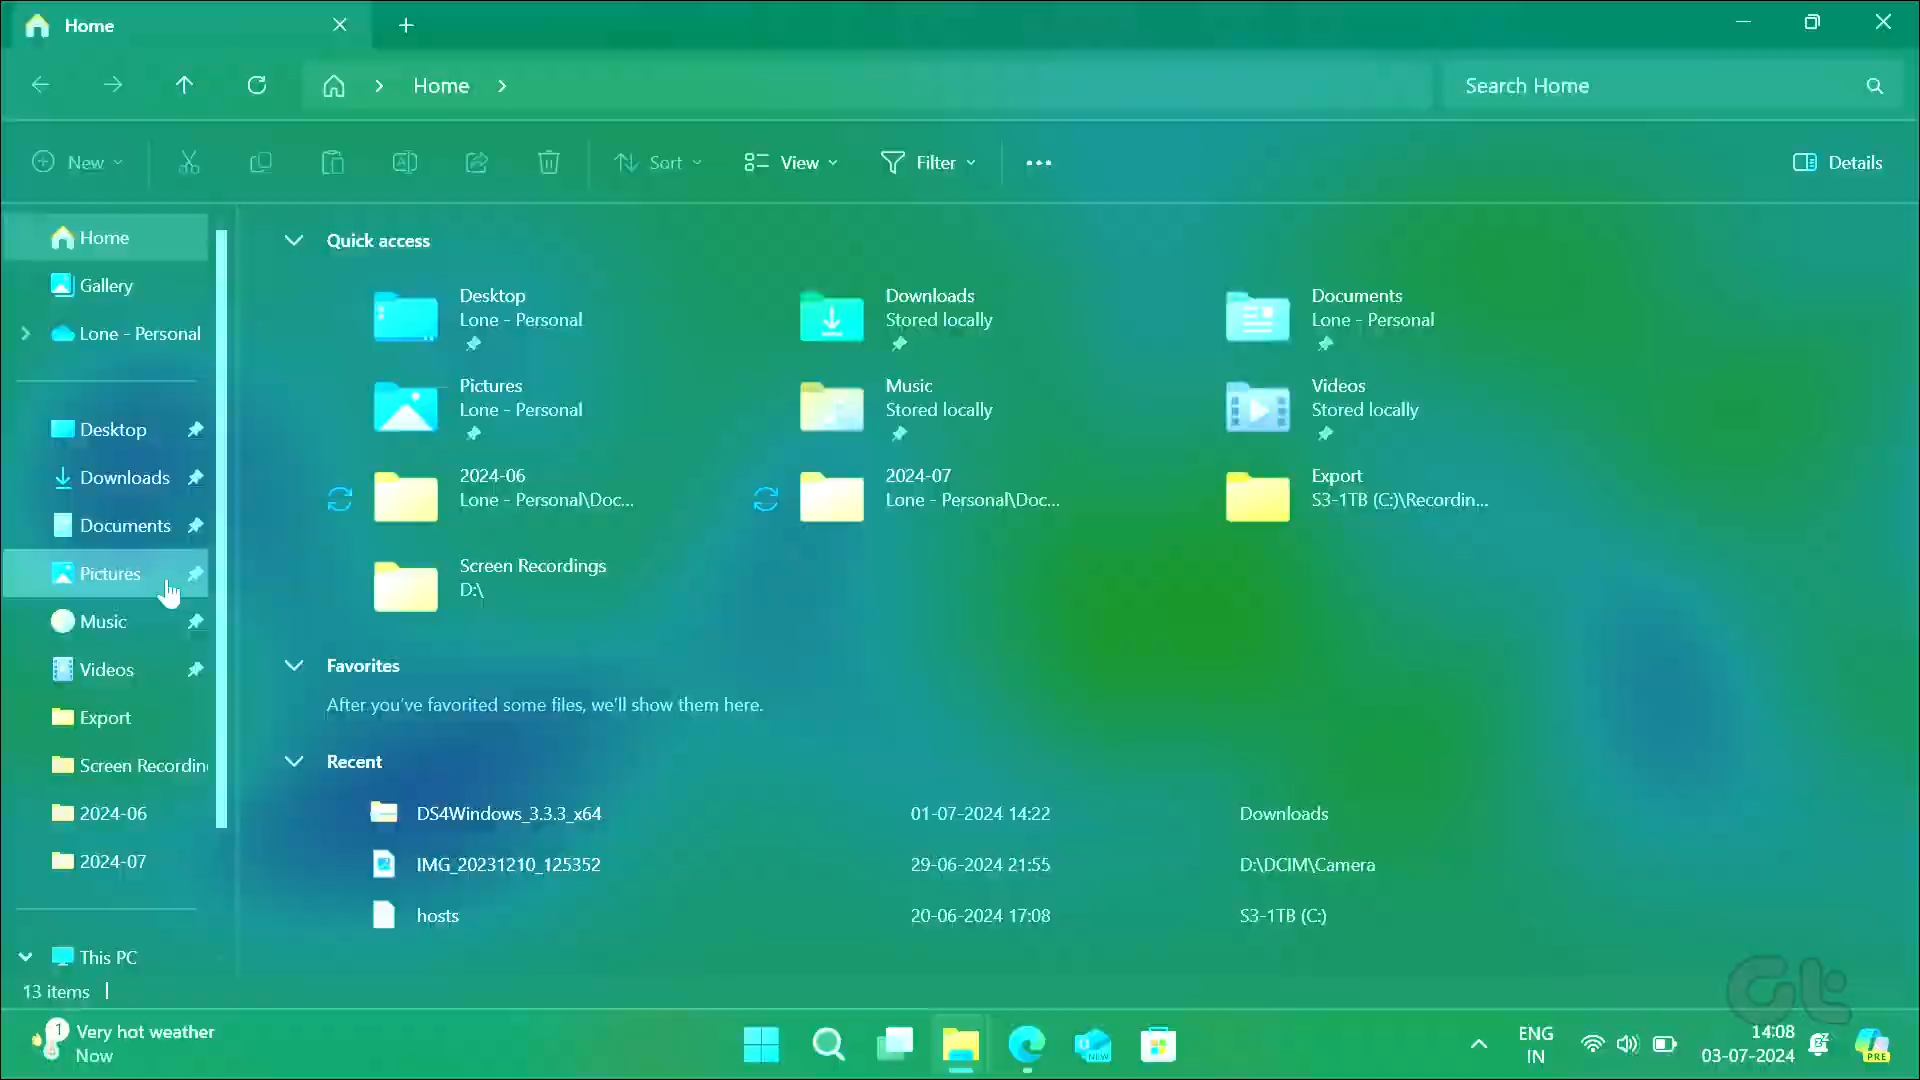 Home
Home
Search Home
New
Sort
View
Filter
Details
Home
Gallery
Lone - Personal
Desktop
Downloads
Documents
Pictures
Music
Videos
Export
Screen Recordin
2024-06
2024-07
This PC
13 items
Quick access
Desktop
Lone - Personal
Downloads
Stored locally
Documents
Lone - Personal
Pictures
Lone - Personal
Music
Stored locally
Videos
Stored locally
2024-06
Lone - Personal\Doc...
2024-07
Lone - Personal\Doc...
Export
S3-1TB (C:)\Recordin...
Screen Recordings
D:\
Favorites
After you've favorited some files, we'll show them here.
Recent
DS4Windows_3.3.3_x64 01-07-2024 14:22 Downloads
IMG_20231210_125352 29-06-2024 21:55 D:\DCIM\Camera
hosts 20-06-2024 17:08 S3-1TB (C:)
Gt
1
Very hot weather
Now
NEW
ENG
IN
14:08
03-07-2024
PRE